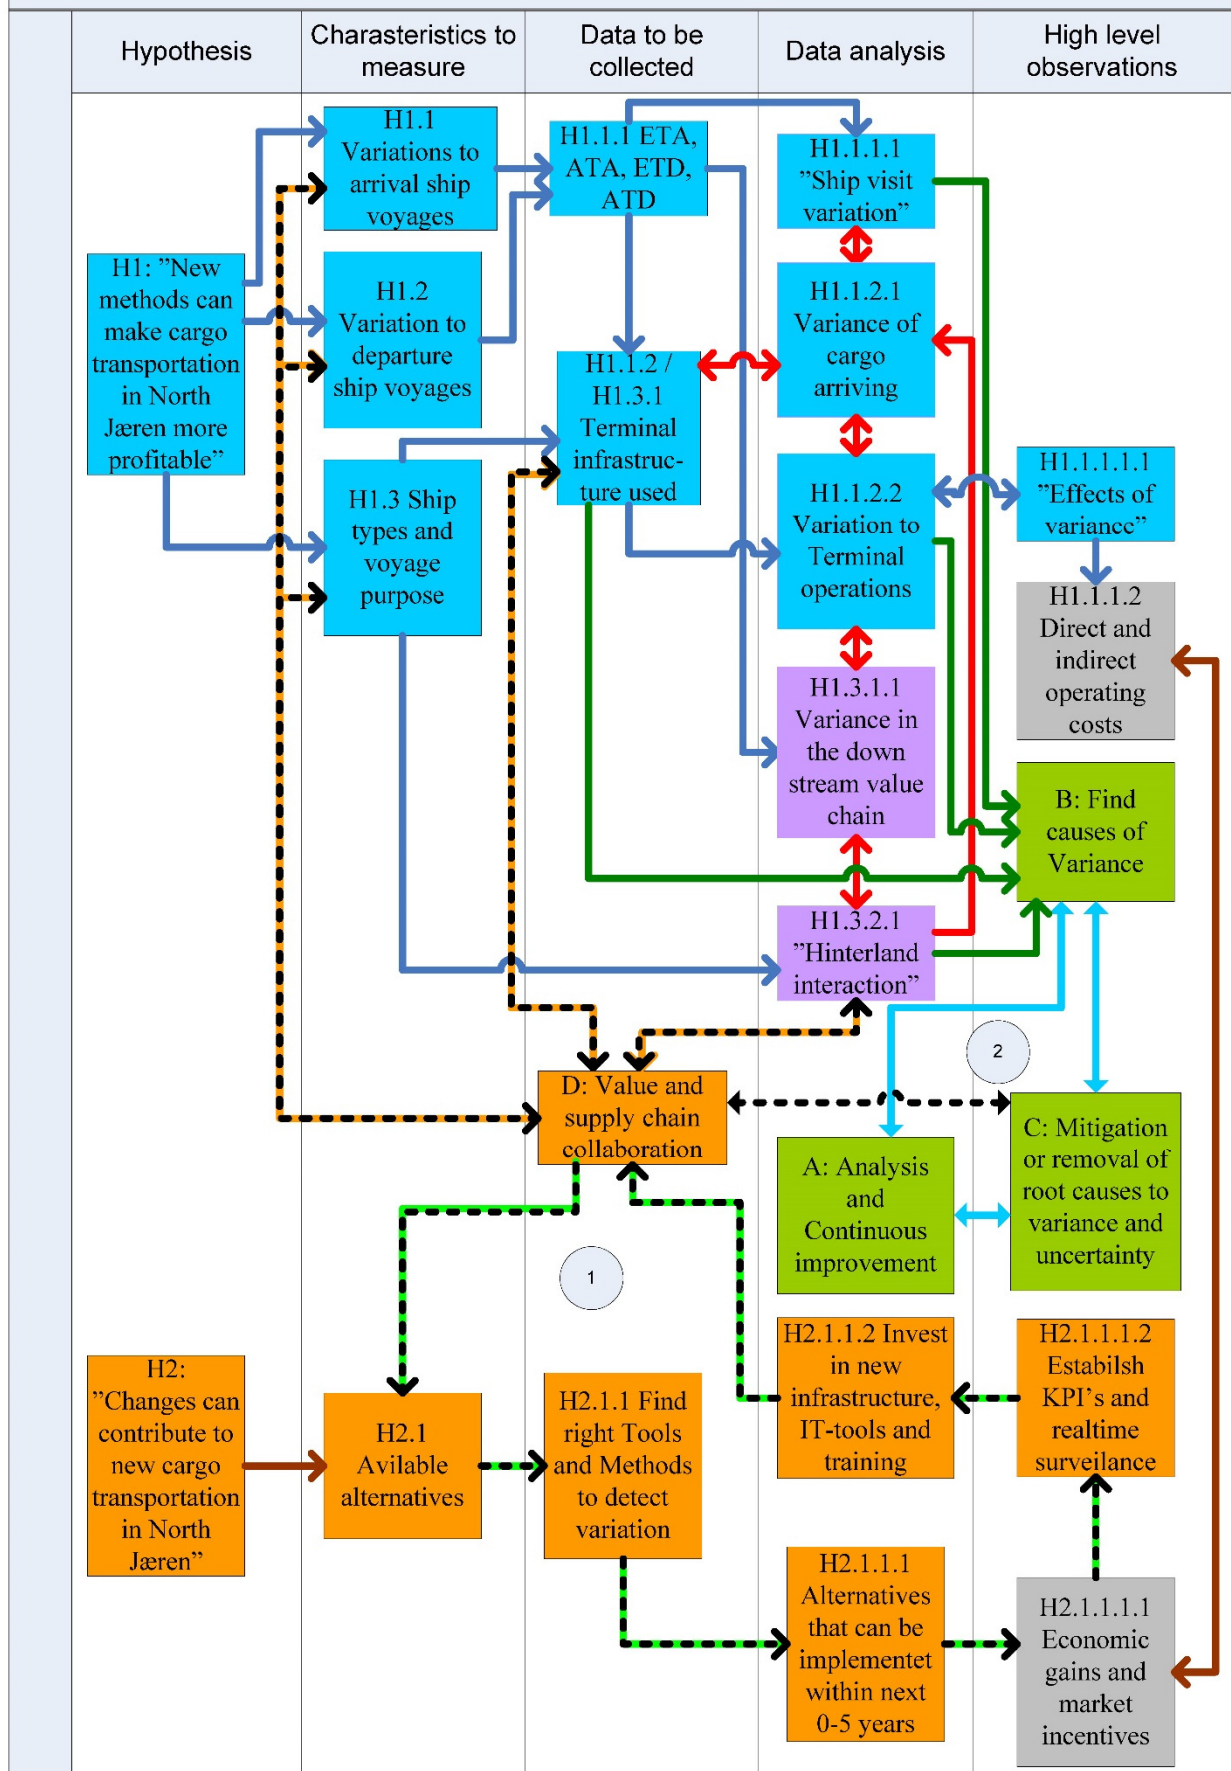 Hypothesis
Charasteristics to
measure
Data to be
collected
Data analysis
High level
observations
H1: ”New
methods can
make cargo
transportation
in North
Jæren more
profitable”
H1.1
Variations to
arrival ship
voyages
H1.2
Variation to
departure
ship voyages
H1.3 Ship
types and
voyage
purpose
H1.1.1 ETA,
ATA, ETD,
ATD
H1.1.2 /
H1.3.1
Terminal
infrastruc-
ture used
H1.1.1.1
”Ship visit
variation”
H1.1.2.1
Variance of
cargo
arriving
H1.1.2.2
Variation to
Terminal
operations
H1.3.1.1
Variance in
the down
stream value
chain
H1.3.2.1
”Hinterland
interaction”
H1.1.1.1.1
”Effects of
variance”
H1.1.1.2
Direct and
indirect
operating
costs
B: Find
causes of
Variance
2
D: Value and
supply chain
collaboration
A: Analysis
and
Continuous
improvement
C: Mitigation
or removal of
root causes to
variance and
uncertainty
1
H2:
”Changes can
contribute to
new cargo
transportation
in North
Jæren”
H2.1
Avilable
alternatives
H2.1.1 Find
right Tools
and Methods
to detect
variation
H2.1.1.2 Invest
in new
infrastructure,
IT-tools and
training
H2.1.1.1.2
Estabilsh
KPI’s and
realtime
surveilance
H2.1.1.1
Alternatives
that can be
implementet
within next
0-5 years
H2.1.1.1.1
Economic
gains and
market
incentives